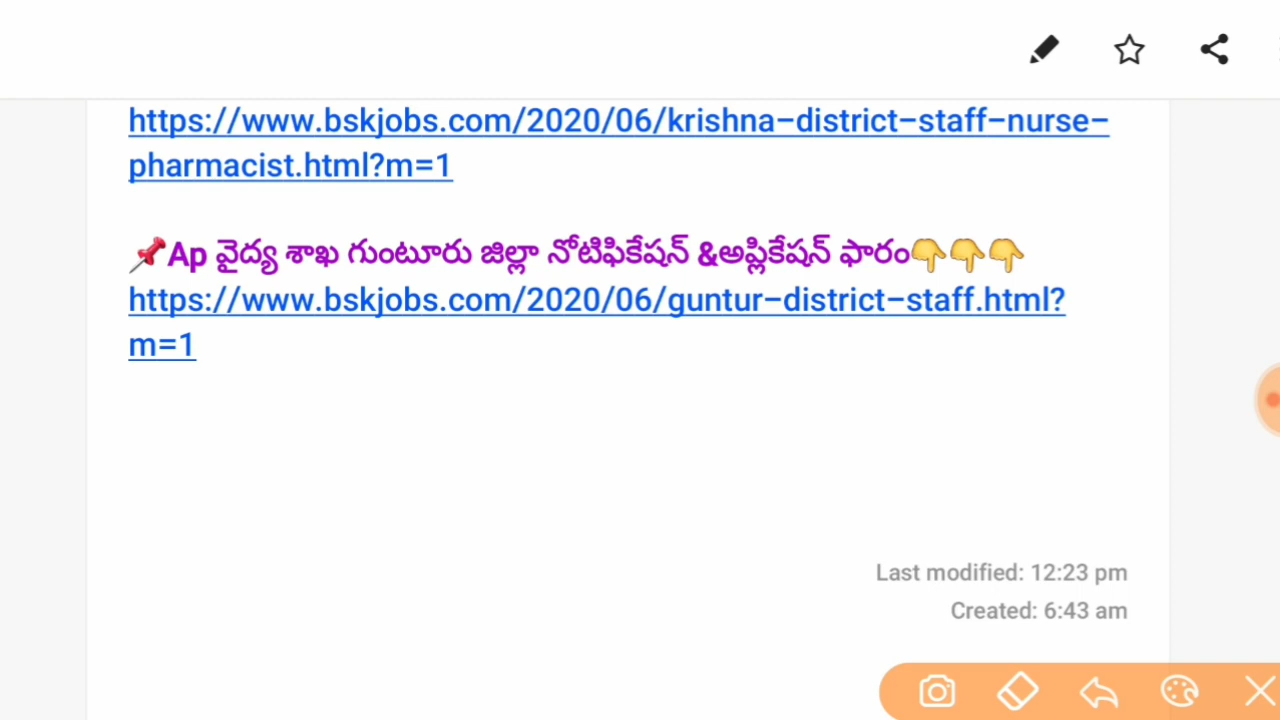 https://www.bskjobs.com/2020/06/krishna-district-staff-nurse-
pharmacist.html?m=1
📌Ap వైద్య శాఖ గుంటూరు జిల్లా నోటిఫికేషన్ &అప్లికేషన్ ఫారం👇👇👇
https://www.bskjobs.com/2020/06/guntur-district-staff.html?
m=1
Last modified: 12:23 pm
Created: 6:43 am